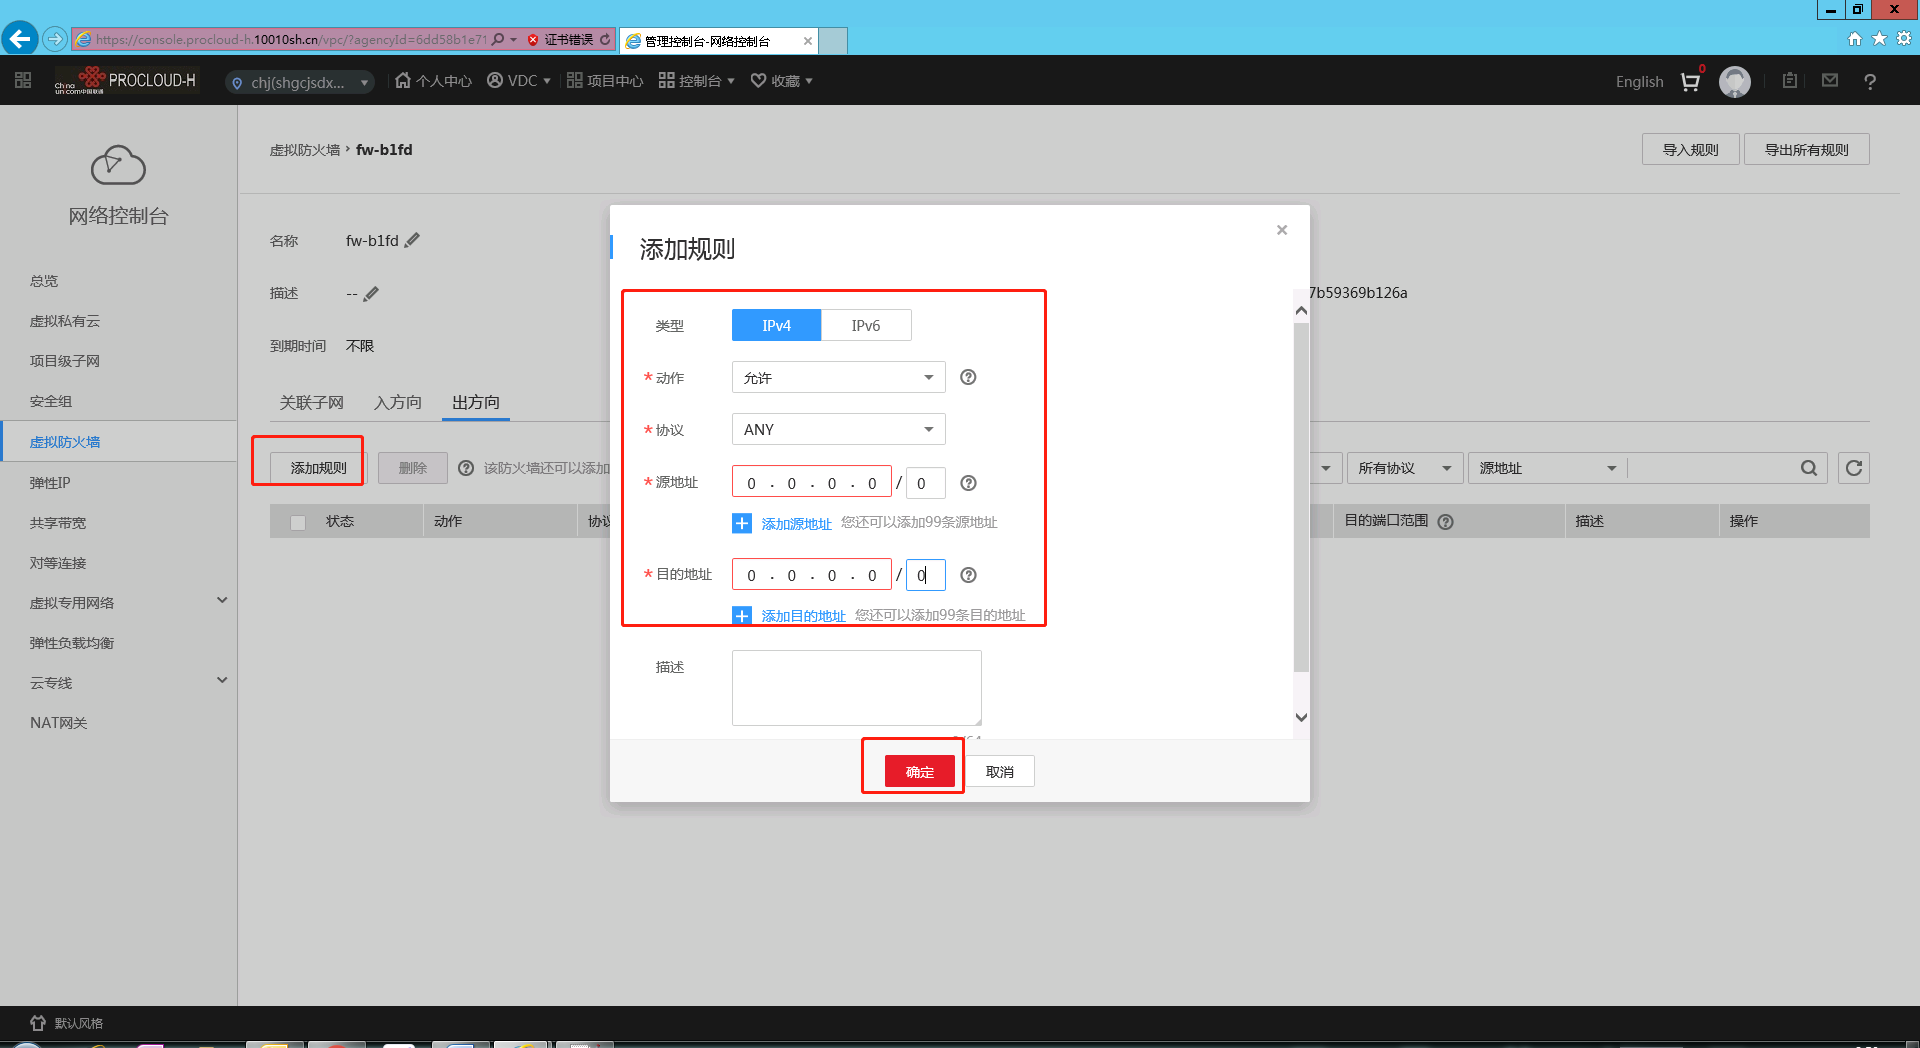 https://console.procloud-h.10010sh.cn/vpc/?agencyId=6dd58b1e71
证书错误
管理控制台-网络控制台
China
unicom中国联通
PROCLOUD-H
chj(shgcjsdx...
个人中心
VDC
项目中心
控制台
收藏
English
0
网络控制台
总览
虚拟私有云
项目级子网
安全组
虚拟防火墙
弹性IP
共享带宽
对等连接
虚拟专用网络
弹性负载均衡
云专线
NAT网关
虚拟防火墙 › fw-b1fd
导入规则
导出所有规则
名称 fw-b1fd
描述 --
到期时间 不限
7b59369b126a
关联子网 入方向 出方向
添加规则 删除 该防火墙还可以添加
所有协议
源地址
状态 动作 协议
目的端口范围 描述 操作
添加规则
类型 IPv4 IPv6
*动作 允许
*协议 ANY
*源地址 0 . 0 . 0 . 0 / 0
添加源地址 您还可以添加99条源地址
*目的地址 0 . 0 . 0 . 0 / 0
添加目的地址 您还可以添加99条目的地址
描述
确定 取消
默认风格